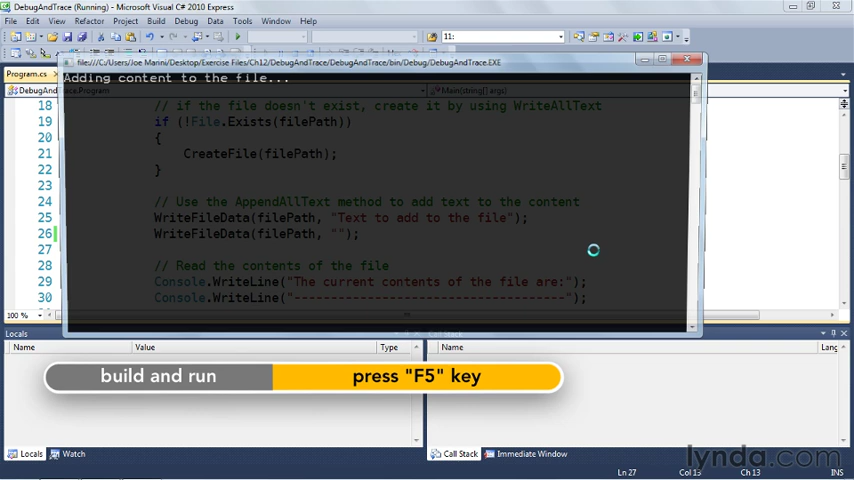 DebugAndTrace (Running) - Microsoft Visual C# 2010 Express
File Edit View Refactor Project Build Debug Data Tools Window Help
11:
file:///C:/Users/Joe Marini/Desktop/Exercise Files/Ch12/DebugAndTrace/DebugAndTrace/bin/Debug/DebugAndTrace.EXE
Program.cs
Adding content to the file...
DebugAndTrace.Program
Main(string[] args)
18 // if the file doesn't exist, create it by using WriteAllText
19 if (!File.Exists(filePath))
20 {
21 CreateFile(filePath);
22 }
23
24 // Use the AppendAllText method to add text to the content
25 WriteFileData(filePath, "Text to add to the file");
26 WriteFileData(filePath, "");
27
28 // Read the contents of the file
29 Console.WriteLine("The current contents of the file are:");
30 Console.WriteLine("-------------------------------------");
100 %
Locals
Name Value Type
Name Lang
build and run press "F5" key
Locals Watch
Call Stack Immediate Window
lynda.com
Ln 27 Col 13 Ch 13 INS